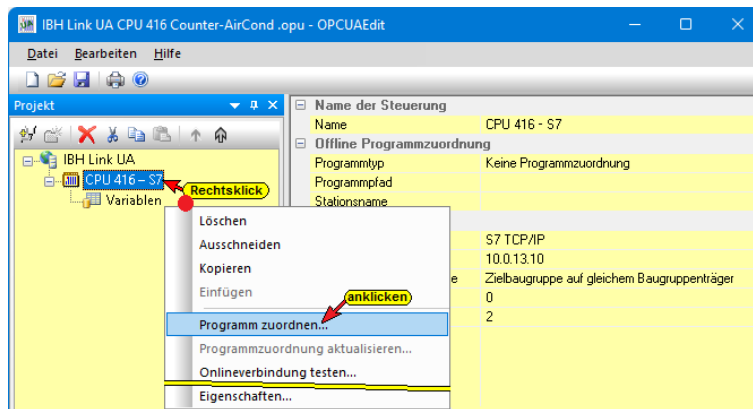 IBH Link UA CPU 416 Counter-AirCond .opu - OPCUAEdit
Datei Bearbeiten Hilfe
Projekt
IBH Link UA
CPU 416 – S7
Variablen
Rechtsklick
Löschen
Ausschneiden
Kopieren
Einfügen
anklicken
Programm zuordnen...
Programmzuordnung aktualisieren...
Onlineverbindung testen...
Eigenschaften...
Name der Steuerung
Name CPU 416 - S7
Offline Programmzuordnung
Programmtyp Keine Programmzuordnung
Programmpfad
Stationsname
S7 TCP/IP
10.0.13.10
e Zielbaugruppe auf gleichem Baugruppenträger
0
2